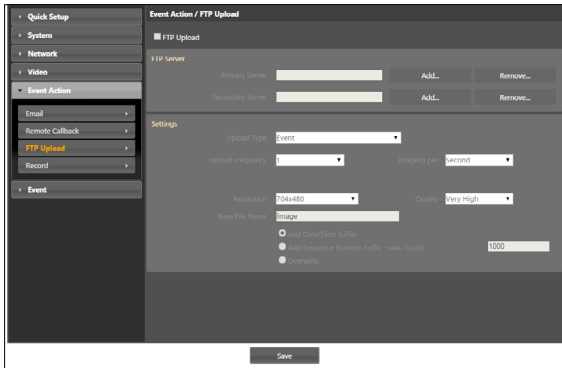 Quick Setup
System
Network
Video
Event Action
Email
Remote Callback
FTP Upload
Record
Event
Event Action / FTP Upload
FTP Upload
FTP Server
Primary Server Add... Remove...
Secondary Server Add... Remove...
Settings
Upload Type Event
Upload Frequency 1 Image(s) per Second
Resolution 704x480 Quality Very High
Base File Name Image
Add Date/Time Suffix
Add Sequence Number Suffix - max. Count 1000
Overwrite
Save